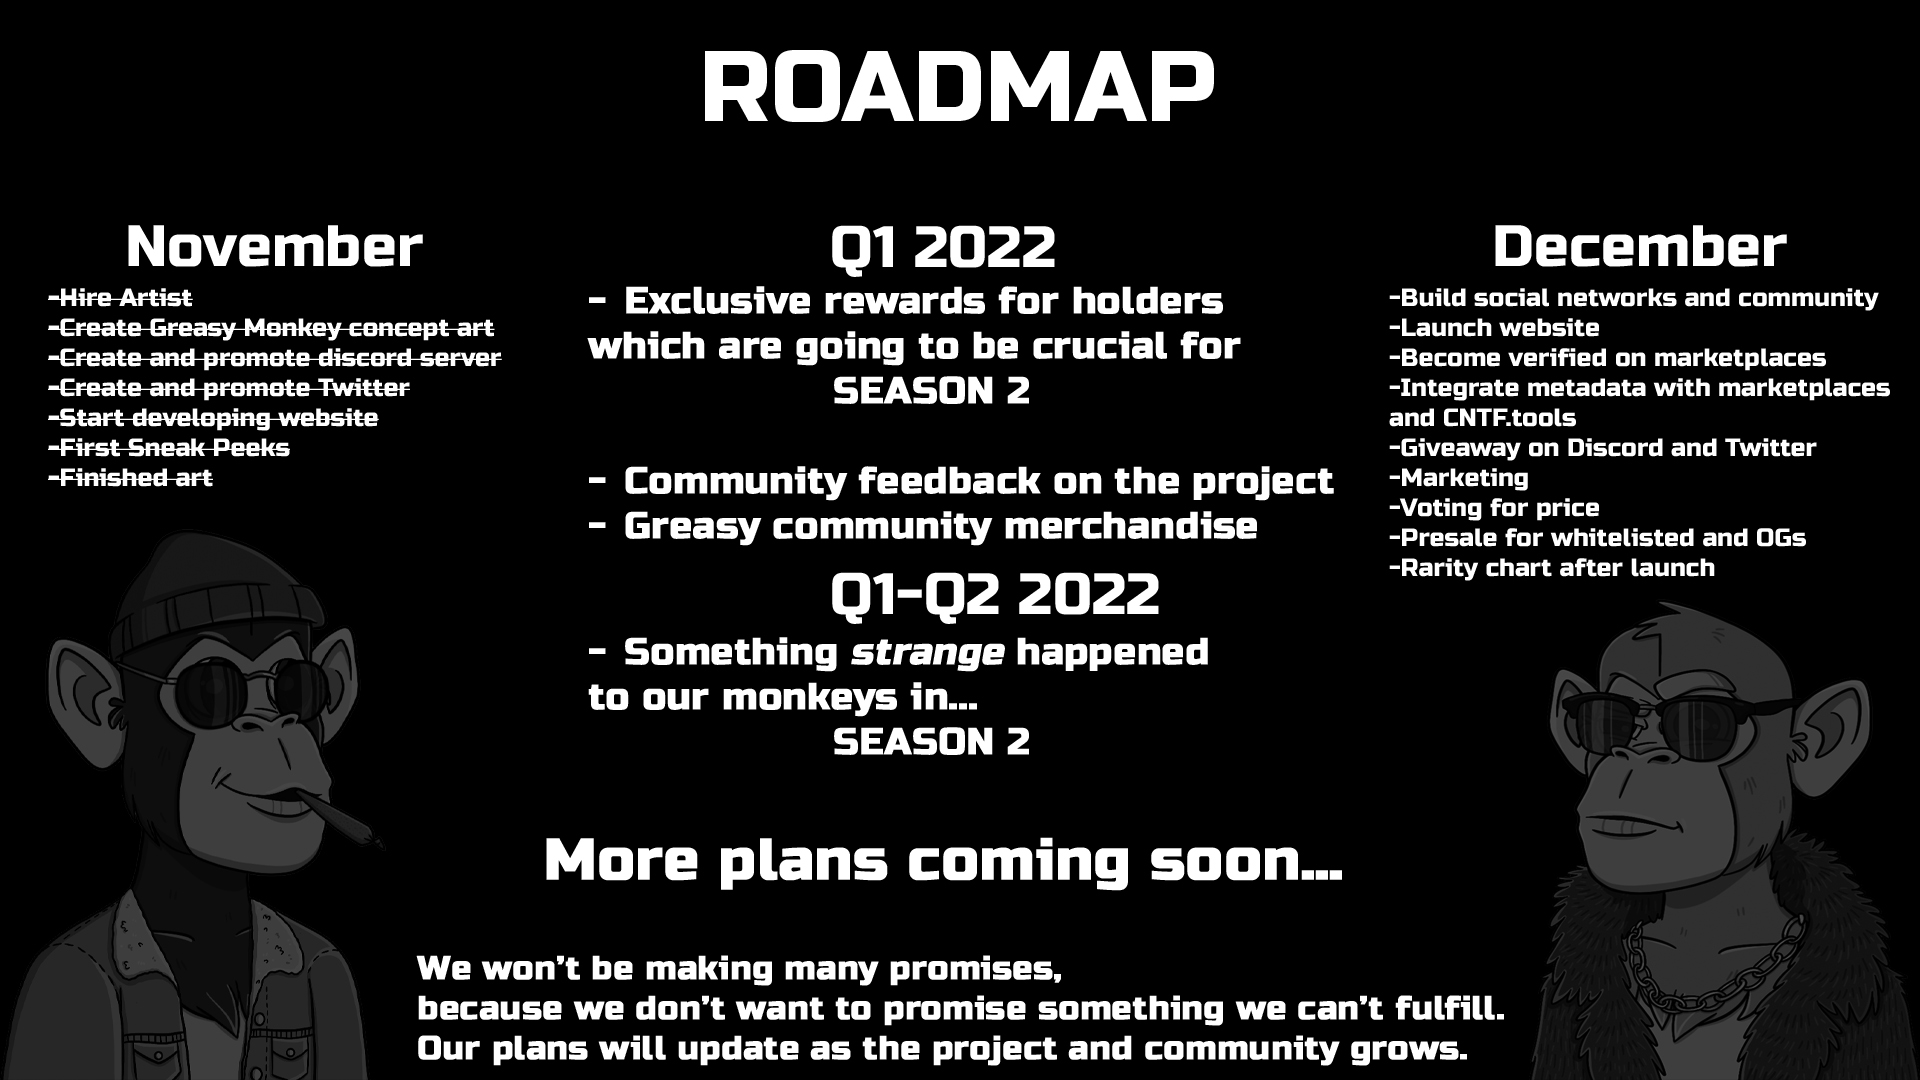 ROADMAP
November
-Hire Artist
-Create Greasy Monkey concept art
-Create and promote discord server
-Create and promote Twitter
-Start developing website
-First Sneak Peeks
-Finished art
Q1 2022
- Exclusive rewards for holders
which are going to be crucial for
SEASON 2
- Community feedback on the project
- Greasy community merchandise
Q1-Q2 2022
- Something strange happened
to our monkeys in...
SEASON 2
December
-Build social networks and community
-Launch website
-Become verified on marketplaces
-Integrate metadata with marketplaces
and CNTF.tools
-Giveaway on Discord and Twitter
-Marketing
-Voting for price
-Presale for whitelisted and OGs
-Rarity chart after launch
More plans coming soon...
We won't be making many promises,
because we don't want to promise something we can't fulfill.
Our plans will update as the project and community grows.